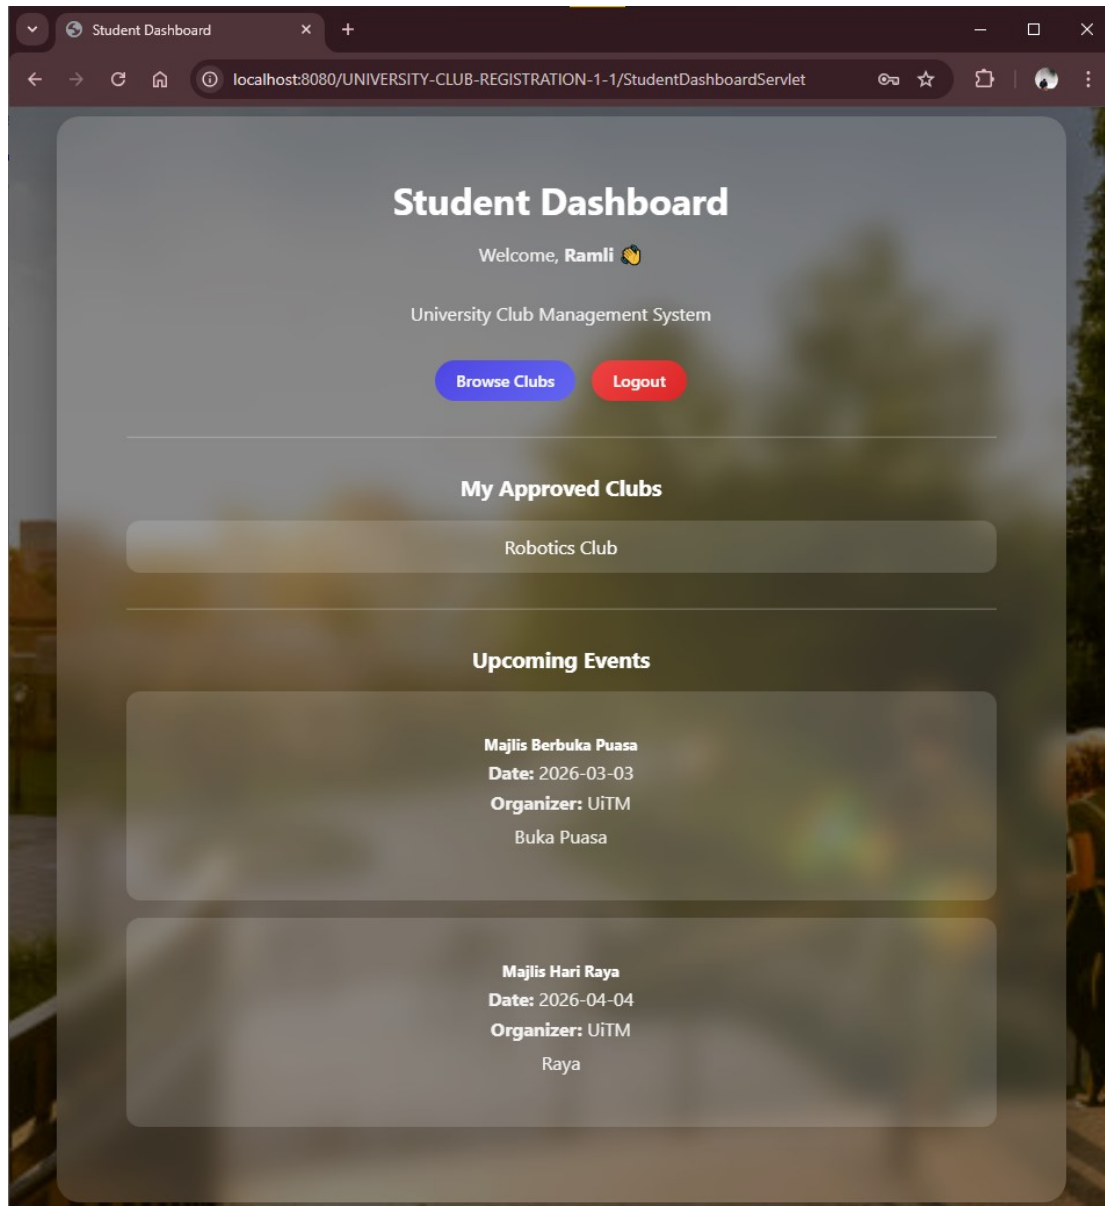 Student Dashboard
localhost:8080/UNIVERSITY-CLUB-REGISTRATION-1-1/StudentDashboardServlet
Student Dashboard
Welcome, Ramli 👏
University Club Management System
Browse Clubs Logout
My Approved Clubs
Robotics Club
Upcoming Events
Majlis Berbuka Puasa
Date: 2026-03-03
Organizer: UiTM
Buka Puasa
Majlis Hari Raya
Date: 2026-04-04
Organizer: UiTM
Raya